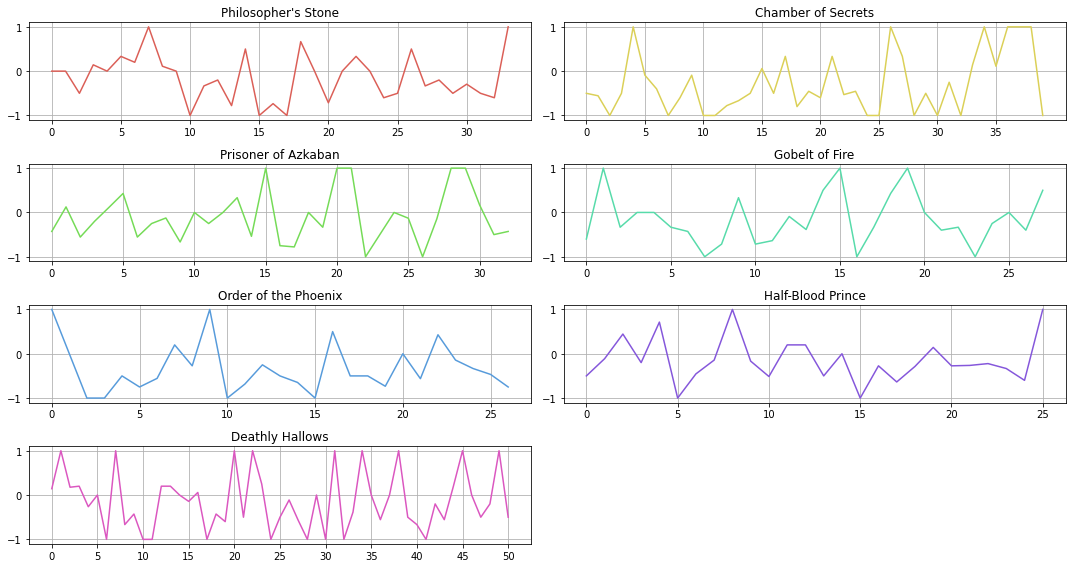 Philosopher's Stone
1
0
−1
0 5 10 15 20 25 30
Chamber of Secrets
1
0
−1
0 5 10 15 20 25 30 35
Prisoner of Azkaban
1
0
−1
0 5 10 15 20 25 30
Gobelt of Fire
1
0
−1
0 5 10 15 20 25
Order of the Phoenix
1
0
−1
0 5 10 15 20 25
Half-Blood Prince
1
0
−1
0 5 10 15 20 25
Deathly Hallows
1
0
−1
0 5 10 15 20 25 30 35 40 45 50